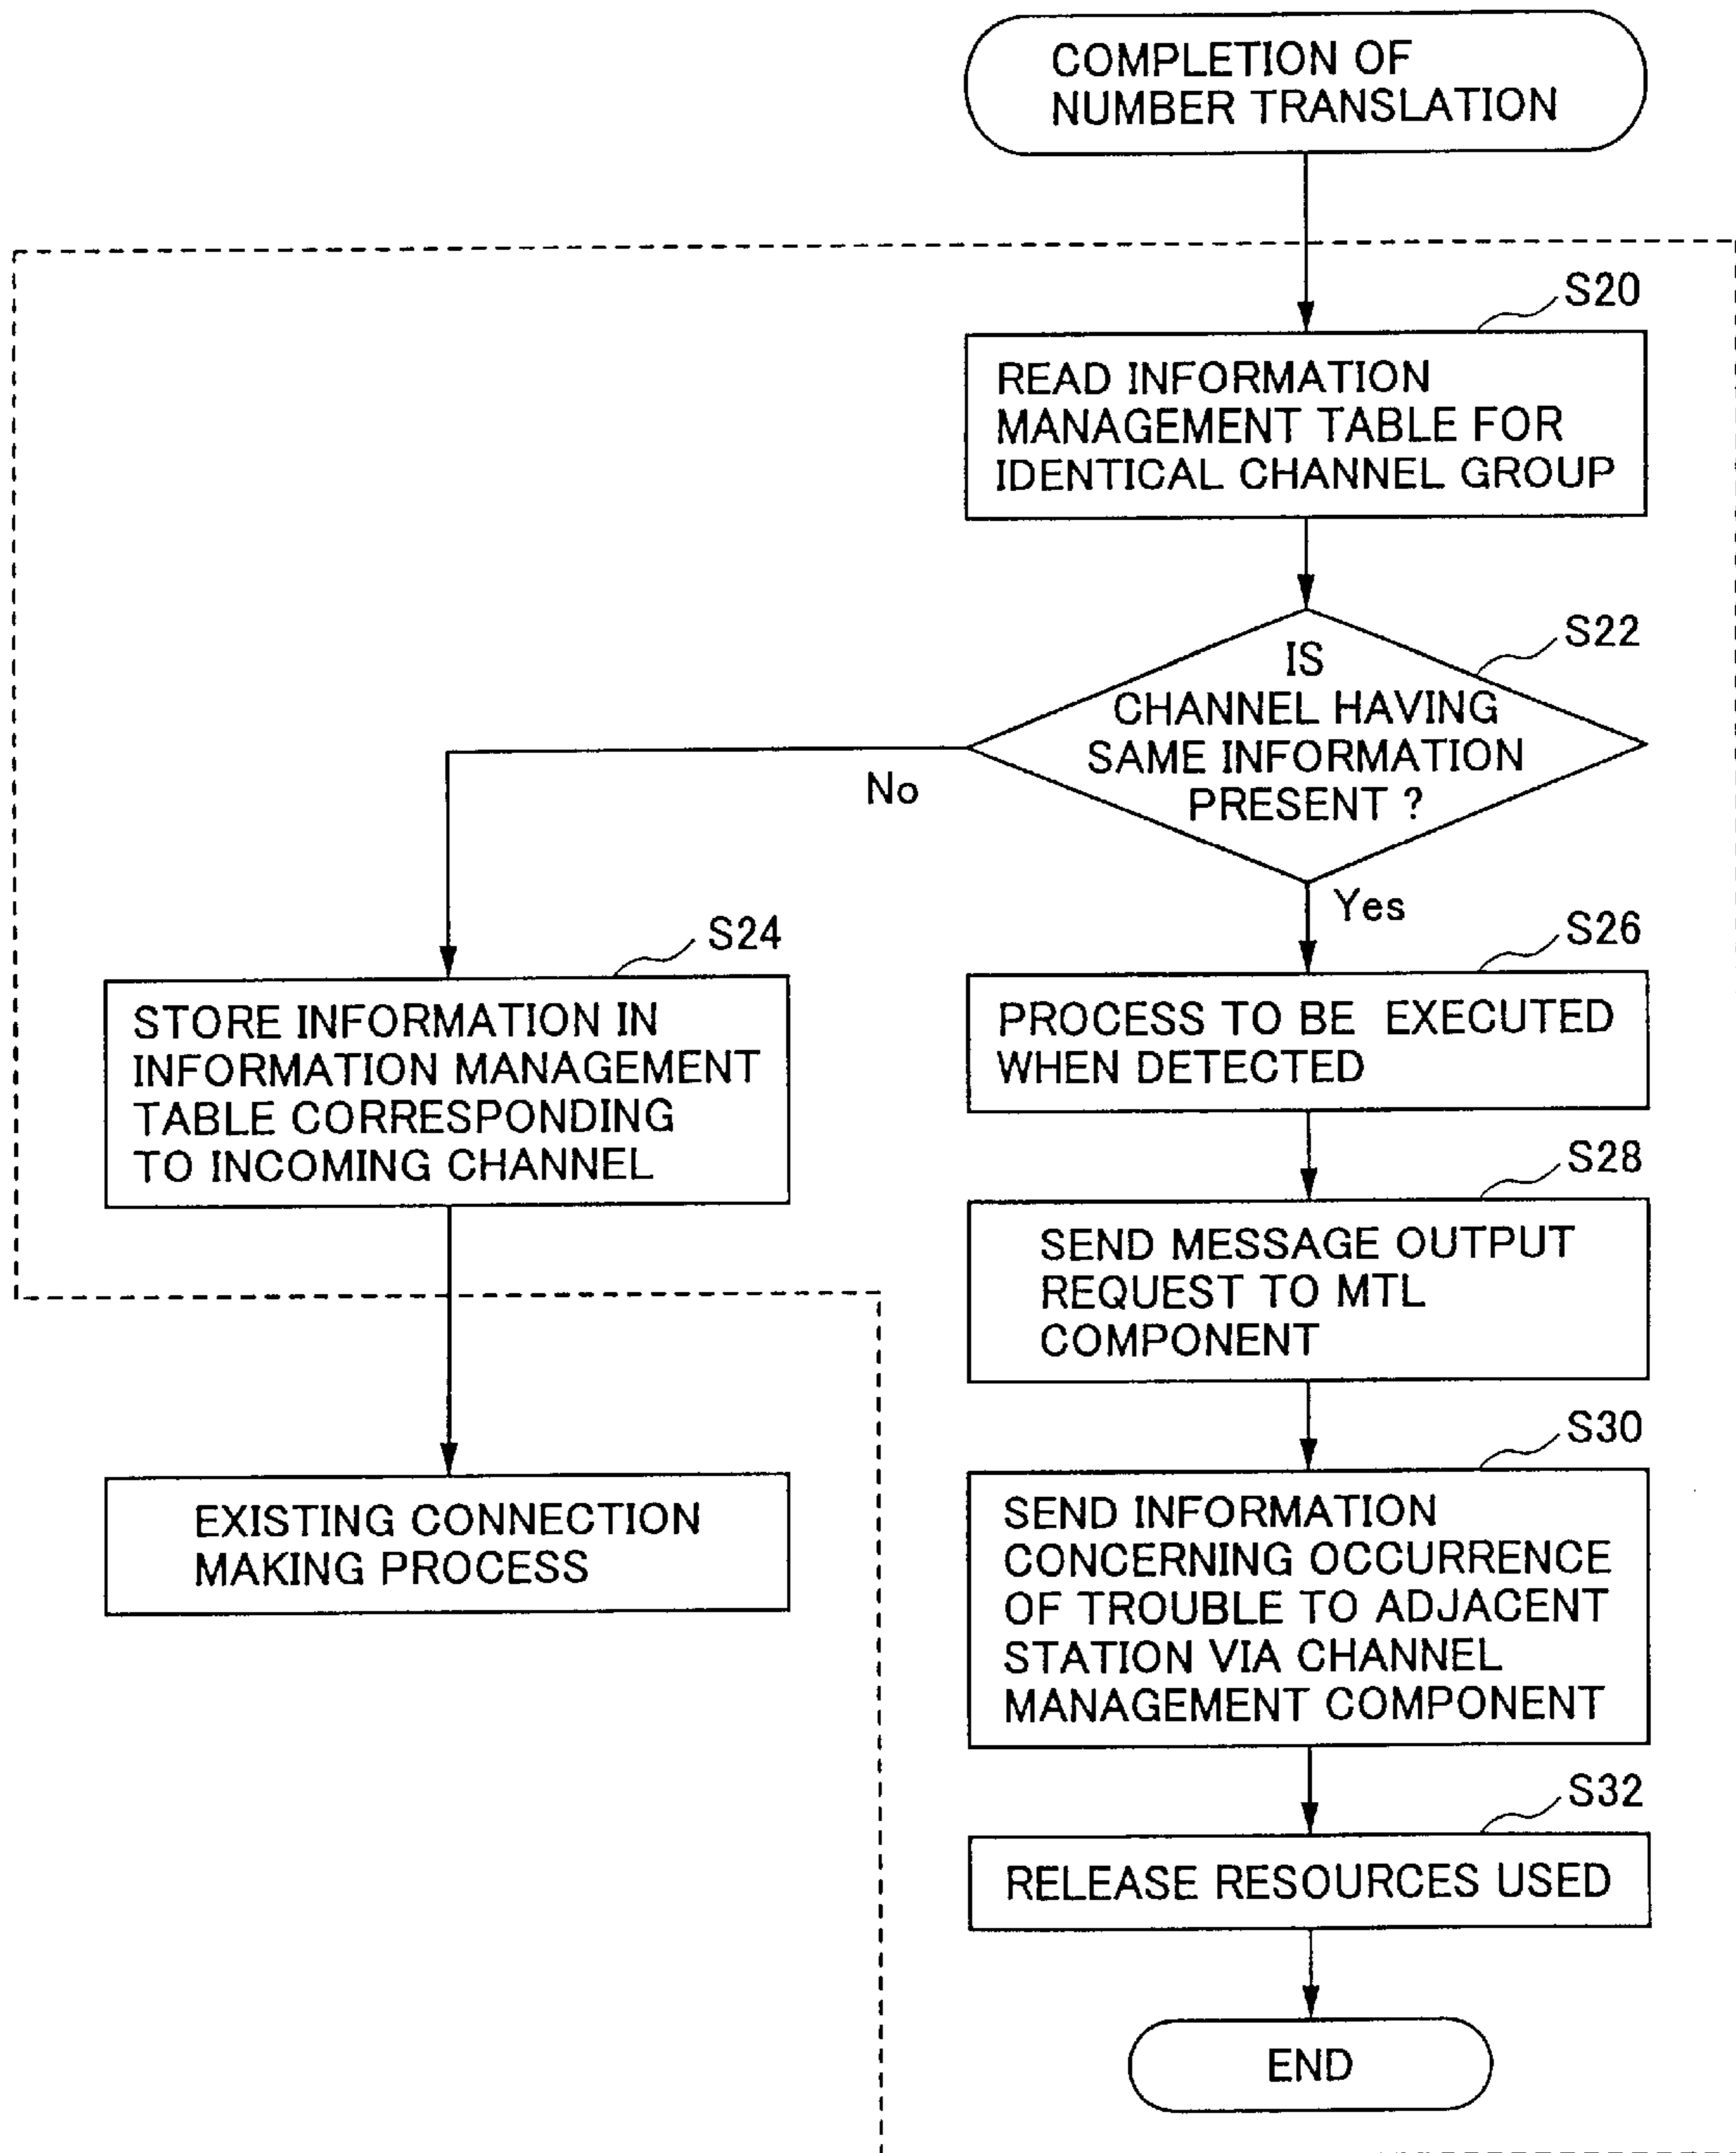 COMPLETION OF
NUMBER TRANSLATION
S20
READ INFORMATION
MANAGEMENT TABLE FOR
IDENTICAL CHANNEL GROUP
S22
IS
CHANNEL HAVING
SAME INFORMATION
PRESENT ?
No
Yes
S24
STORE INFORMATION IN
INFORMATION MANAGEMENT
TABLE CORRESPONDING
TO INCOMING CHANNEL
EXISTING CONNECTION
MAKING PROCESS
S26
PROCESS TO BE EXECUTED
WHEN DETECTED
S28
SEND MESSAGE OUTPUT
REQUEST TO MTL
COMPONENT
S30
SEND INFORMATION
CONCERNING OCCURRENCE
OF TROUBLE TO ADJACENT
STATION VIA CHANNEL
MANAGEMENT COMPONENT
S32
RELEASE RESOURCES USED
END